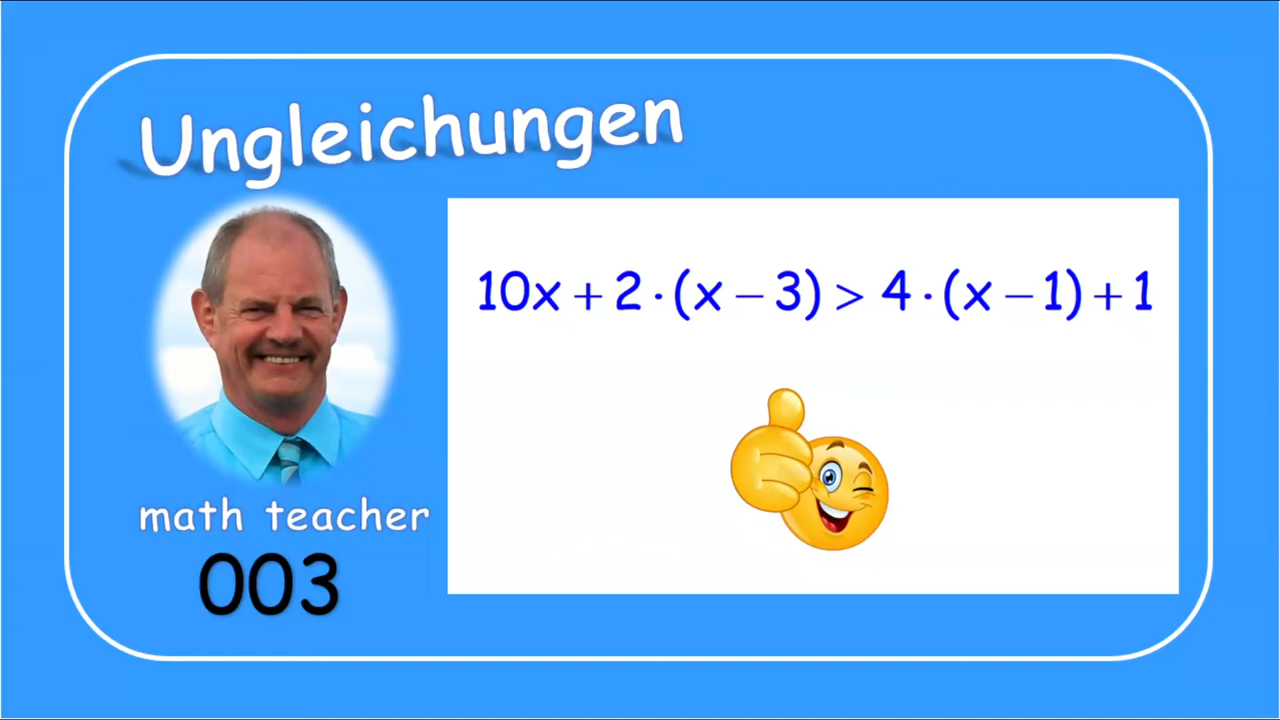 Ungleichungen
10x + 2 · (x − 3) > 4 · (x − 1) + 1
math teacher
003